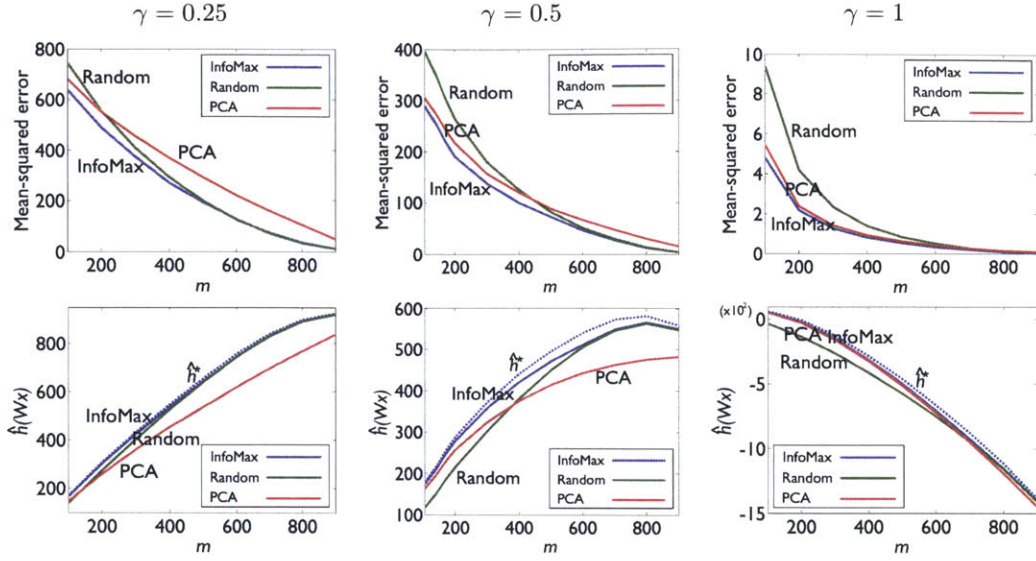 γ = 0.25
γ = 0.5
γ = 1
Mean-squared error
800
600
400
200
0
200 400 600 800
m
Random
InfoMax
PCA
InfoMax
Random
PCA
Mean-squared error
400
300
200
100
0
200 400 600 800
m
Random
PCA
InfoMax
InfoMax
Random
PCA
Mean-squared error
10
8
6
4
2
0
200 400 600 800
m
Random
PCA
InfoMax
InfoMax
Random
PCA
ĥ(Wx)
800
600
400
200
200 400 600 800
m
ĥ*
InfoMax
Random
PCA
InfoMax
Random
PCA
ĥ(Wx)
600
500
400
300
200
100
200 400 600 800
m
ĥ*
InfoMax
PCA
Random
InfoMax
Random
PCA
ĥ(Wx)
(×10²)
0
-5
-10
-15
200 400 600 800
m
PCA
InfoMax
Random
ĥ*
InfoMax
Random
PCA